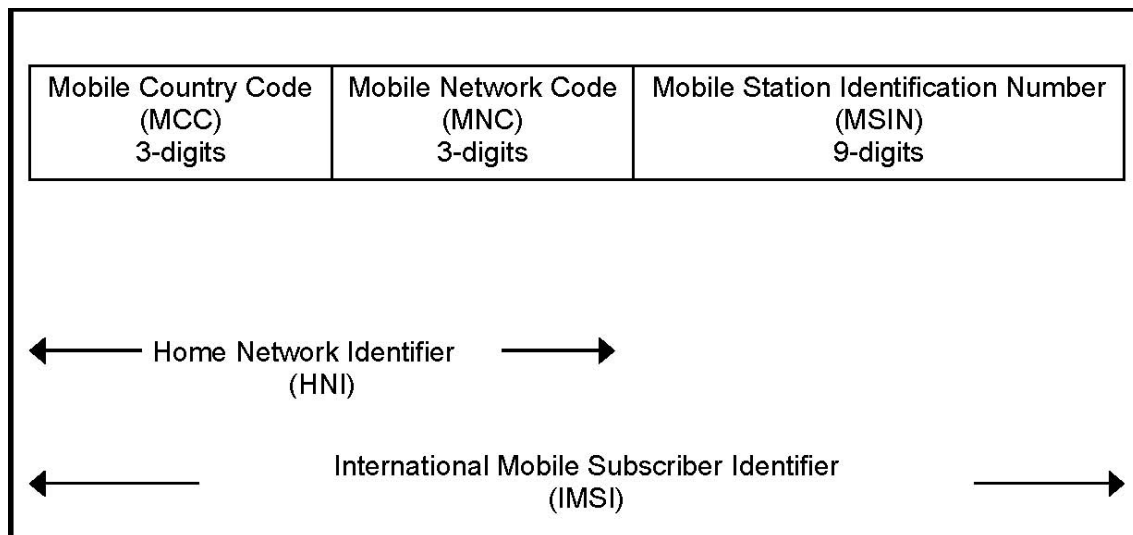 Mobile Country Code
(MCC)
3-digits
Mobile Network Code
(MNC)
3-digits
Mobile Station Identification Number
(MSIN)
9-digits
Home Network Identifier
(HNI)
International Mobile Subscriber Identifier
(IMSI)